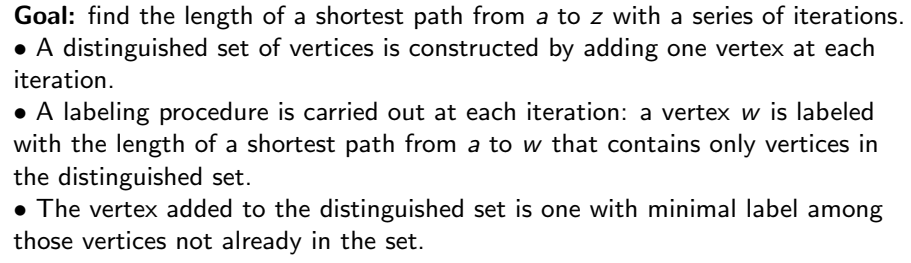 Goal: find the length of a shortest path from a to z with a series of iterations.
• A distinguished set of vertices is constructed by adding one vertex at each
iteration.
• A labeling procedure is carried out at each iteration: a vertex w is labeled
with the length of a shortest path from a to w that contains only vertices in
the distinguished set.
• The vertex added to the distinguished set is one with minimal label among
those vertices not already in the set.